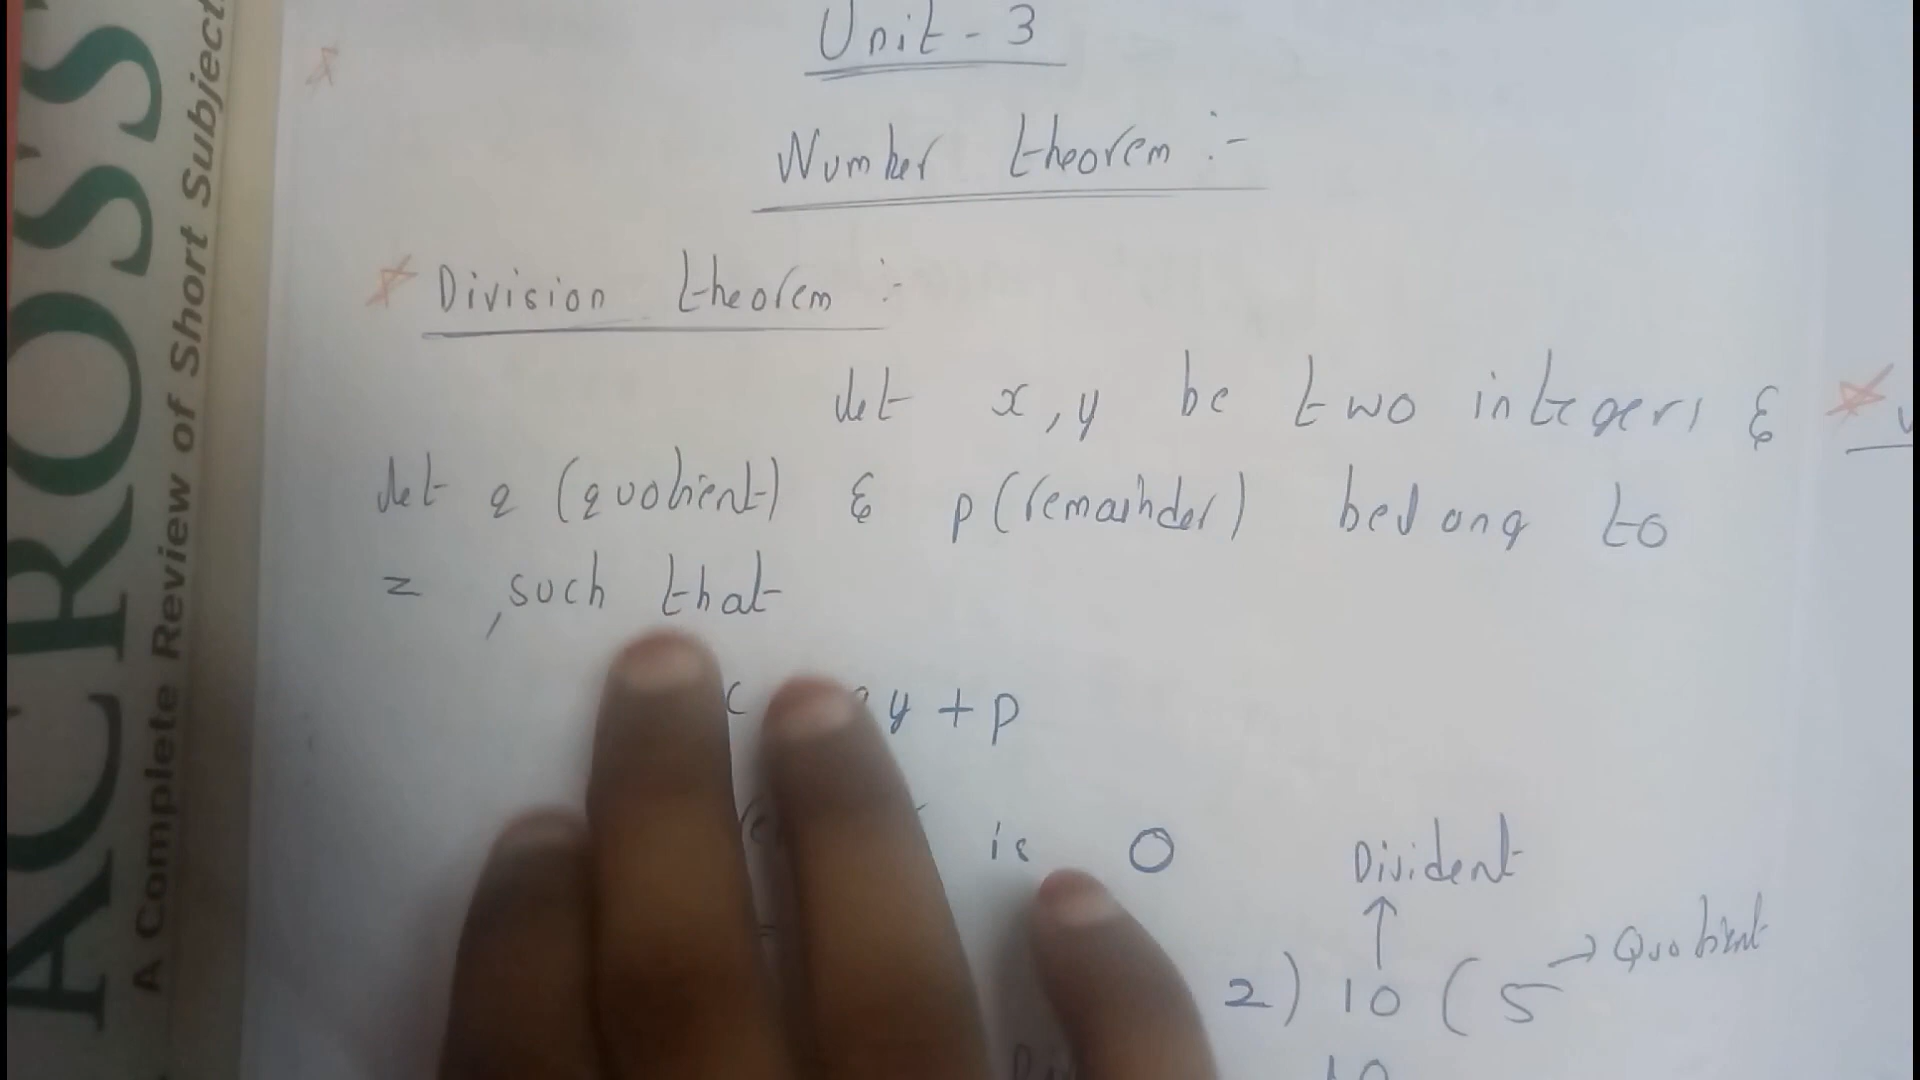 ACROSS
A Complete Review of Short Subject
Unit - 3
Number theorem :-
Division theorem :-
let x, y be two integers &
let q (quotient) & p (remainder) belong to
z , such that
y + p
is 0
Divident
→ Quotient
2) 10 ( 5
10